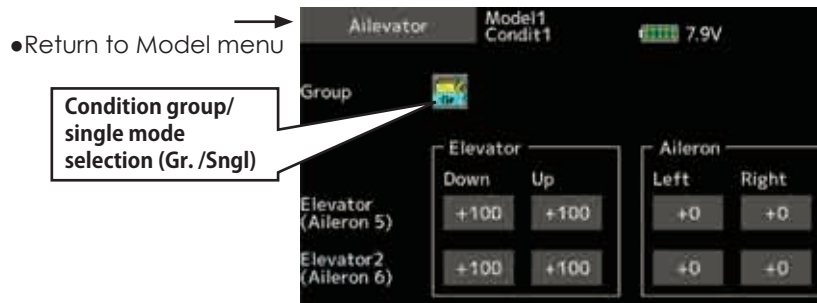 Ailevator
Model1
Condit1
7.9V
●Return to Model menu
Group
Gr.
Condition group/
single mode
selection (Gr. /Sngl)
Elevator
Aileron
Down Up Left Right
Elevator
(Aileron 5)
+100 +100 +0 +0
Elevator2
(Aileron 6)
+100 +100 +0 +0